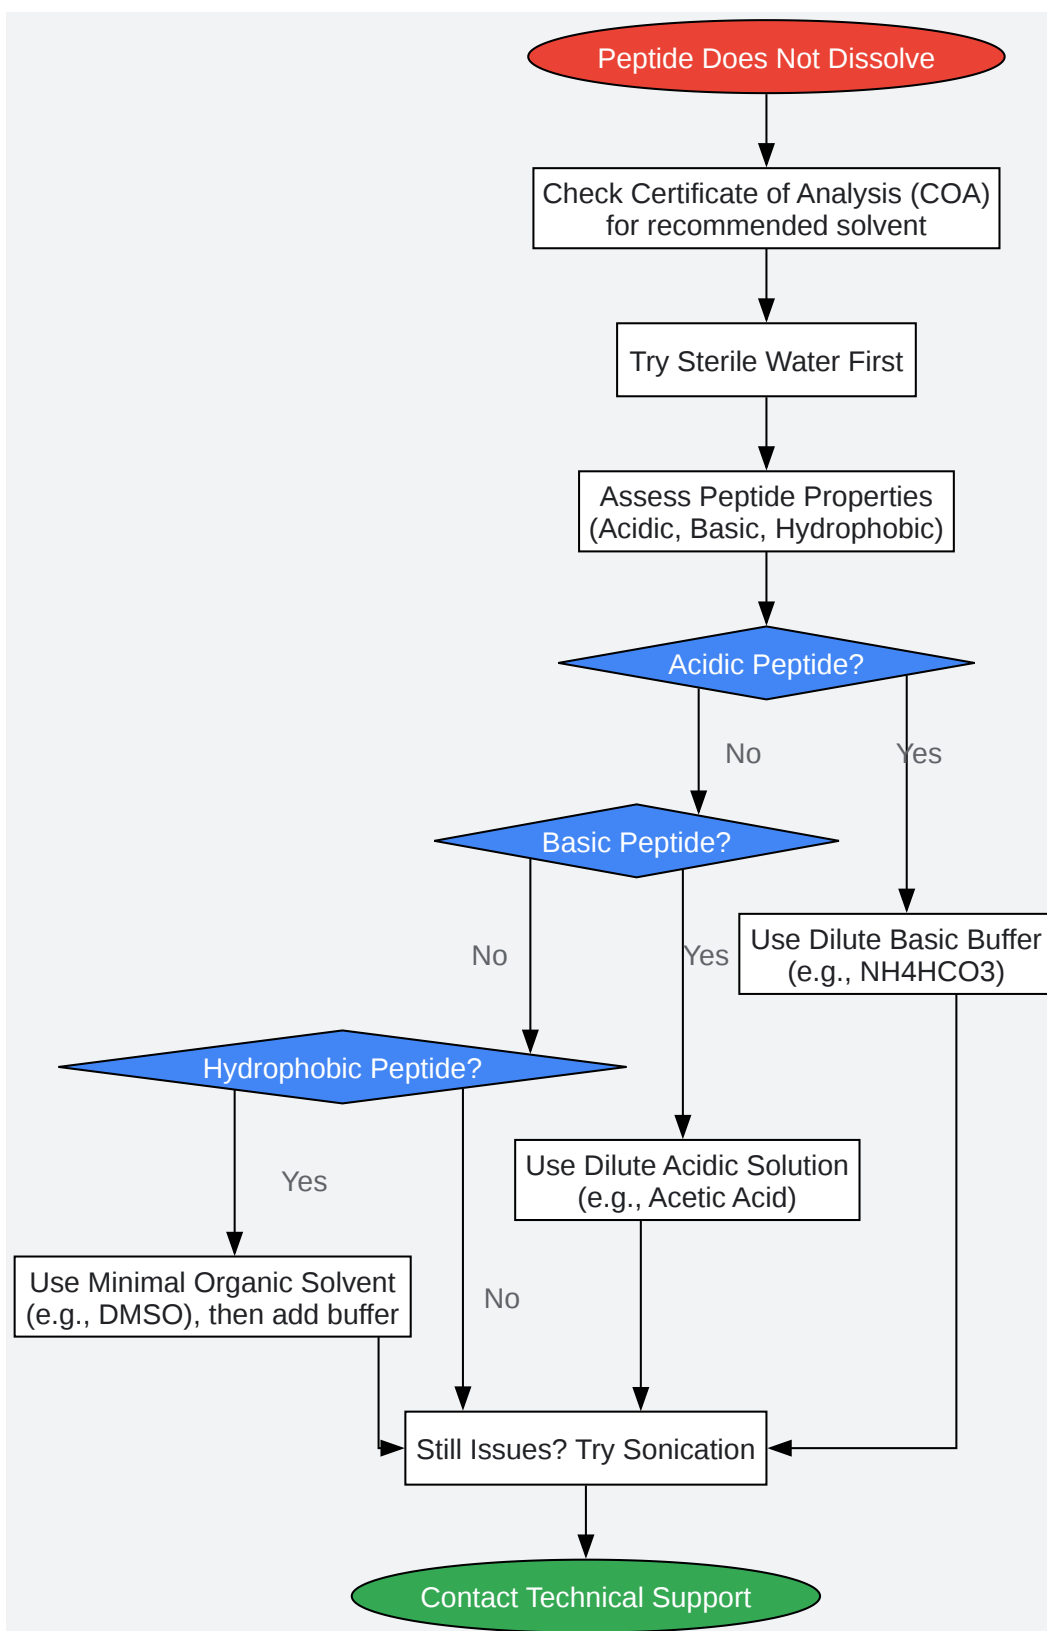 Peptide Does Not Dissolve
Check Certificate of Analysis (COA)
for recommended solvent
Try Sterile Water First
Assess Peptide Properties
(Acidic, Basic, Hydrophobic)
Acidic Peptide?
No
Yes
Basic Peptide?
No
Yes
Use Dilute Basic Buffer
(e.g., NH4HCO3)
Hydrophobic Peptide?
Yes
Use Dilute Acidic Solution
(e.g., Acetic Acid)
Use Minimal Organic Solvent
(e.g., DMSO), then add buffer
No
Still Issues? Try Sonication
Contact Technical Support